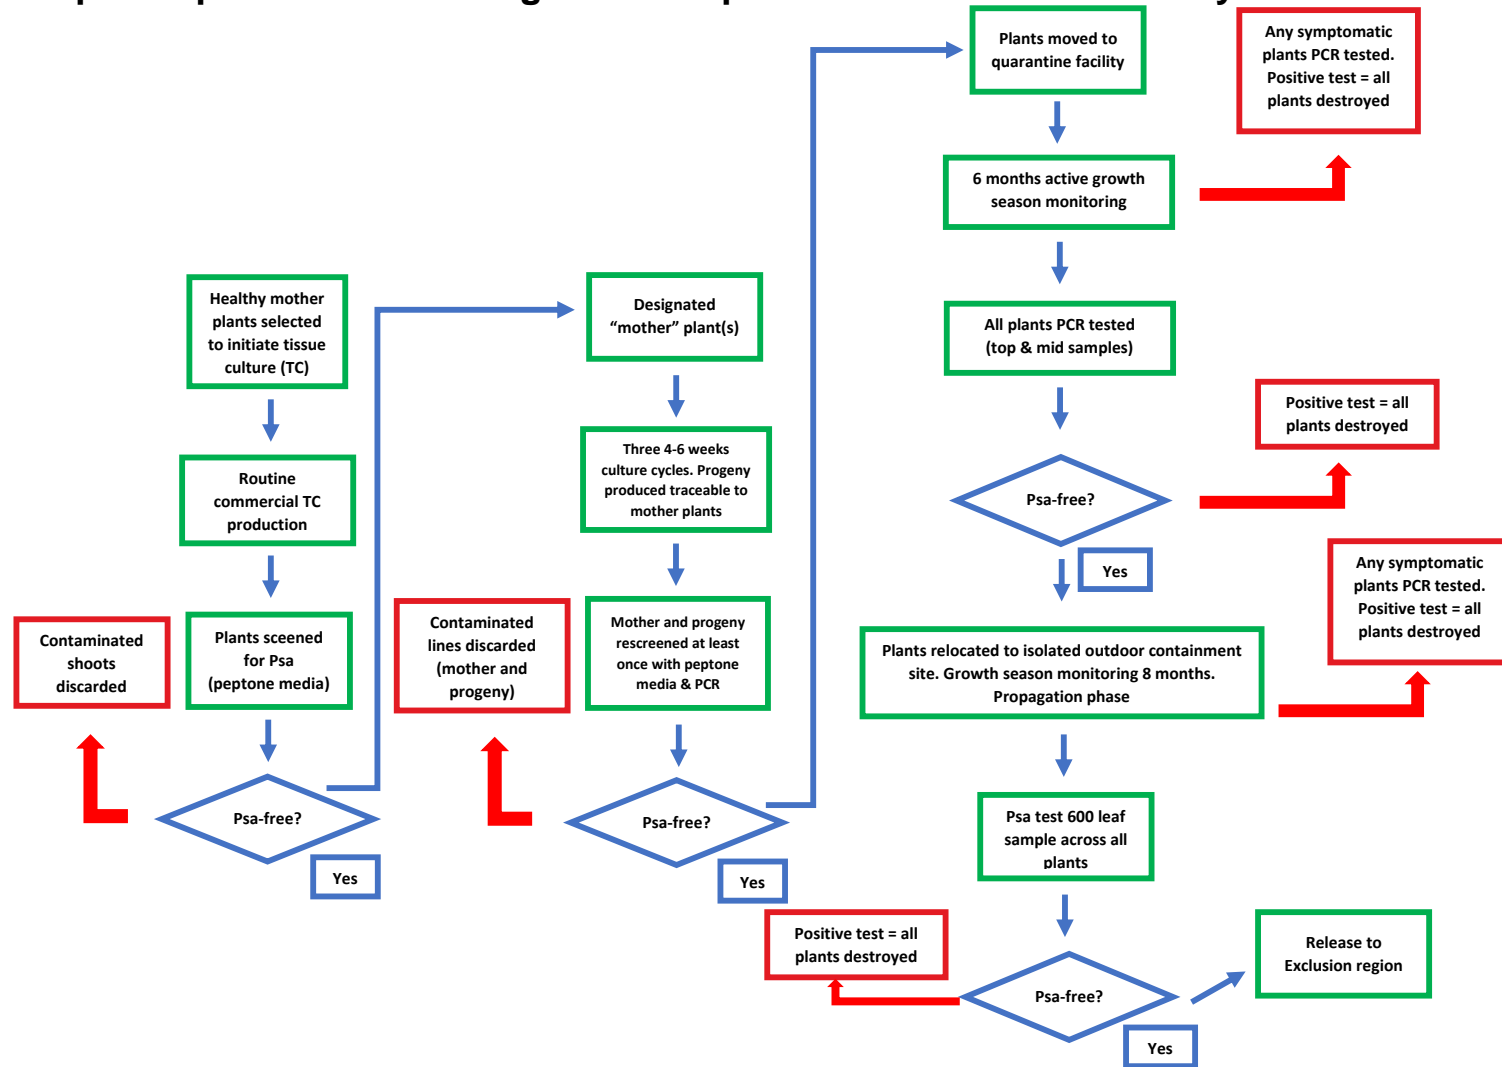 Healthy mother
plants selected
to initiate tissue
culture (TC)
Routine
commercial TC
production
Plants sceened
for Psa
(peptone media)
Contaminated
shoots
discarded
Psa-free?
Yes
Designated
“mother” plant(s)
Three 4-6 weeks
culture cycles. Progeny
produced traceable to
mother plants
Mother and progeny
rescreened at least
once with peptone
media & PCR
Contaminated
lines discarded
(mother and
progeny)
Psa-free?
Yes
Plants moved to
quarantine facility
6 months active growth
season monitoring
Any symptomatic
plants PCR tested.
Positive test = all
plants destroyed
All plants PCR tested
(top & mid samples)
Psa-free?
Positive test = all
plants destroyed
Yes
Plants relocated to isolated outdoor containment
site. Growth season monitoring 8 months.
Propagation phase
Any symptomatic
plants PCR tested.
Positive test = all
plants destroyed
Psa test 600 leaf
sample across all
plants
Psa-free?
Positive test = all
plants destroyed
Yes
Release to
Exclusion region